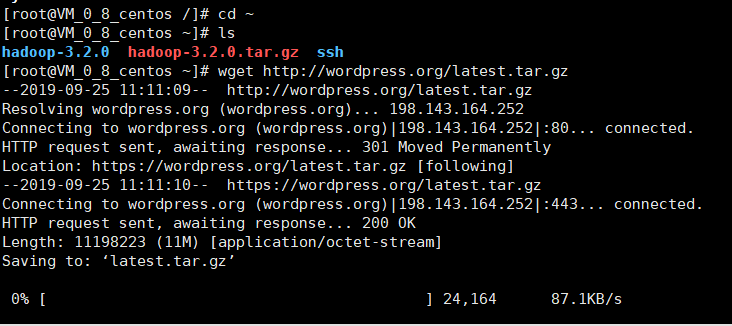 [root@VM_0_8_centos /]# cd ~
[root@VM_0_8_centos ~]# ls
hadoop-3.2.0  hadoop-3.2.0.tar.gz  ssh
[root@VM_0_8_centos ~]# wget http://wordpress.org/latest.tar.gz
--2019-09-25 11:11:09--  http://wordpress.org/latest.tar.gz
Resolving wordpress.org (wordpress.org)... 198.143.164.252
Connecting to wordpress.org (wordpress.org)|198.143.164.252|:80... connected.
HTTP request sent, awaiting response... 301 Moved Permanently
Location: https://wordpress.org/latest.tar.gz [following]
--2019-09-25 11:11:10--  https://wordpress.org/latest.tar.gz
Connecting to wordpress.org (wordpress.org)|198.143.164.252|:443... connected.
HTTP request sent, awaiting response... 200 OK
Length: 11198223 (11M) [application/octet-stream]
Saving to: ‘latest.tar.gz’
0% [                                          ] 24,164      87.1KB/s